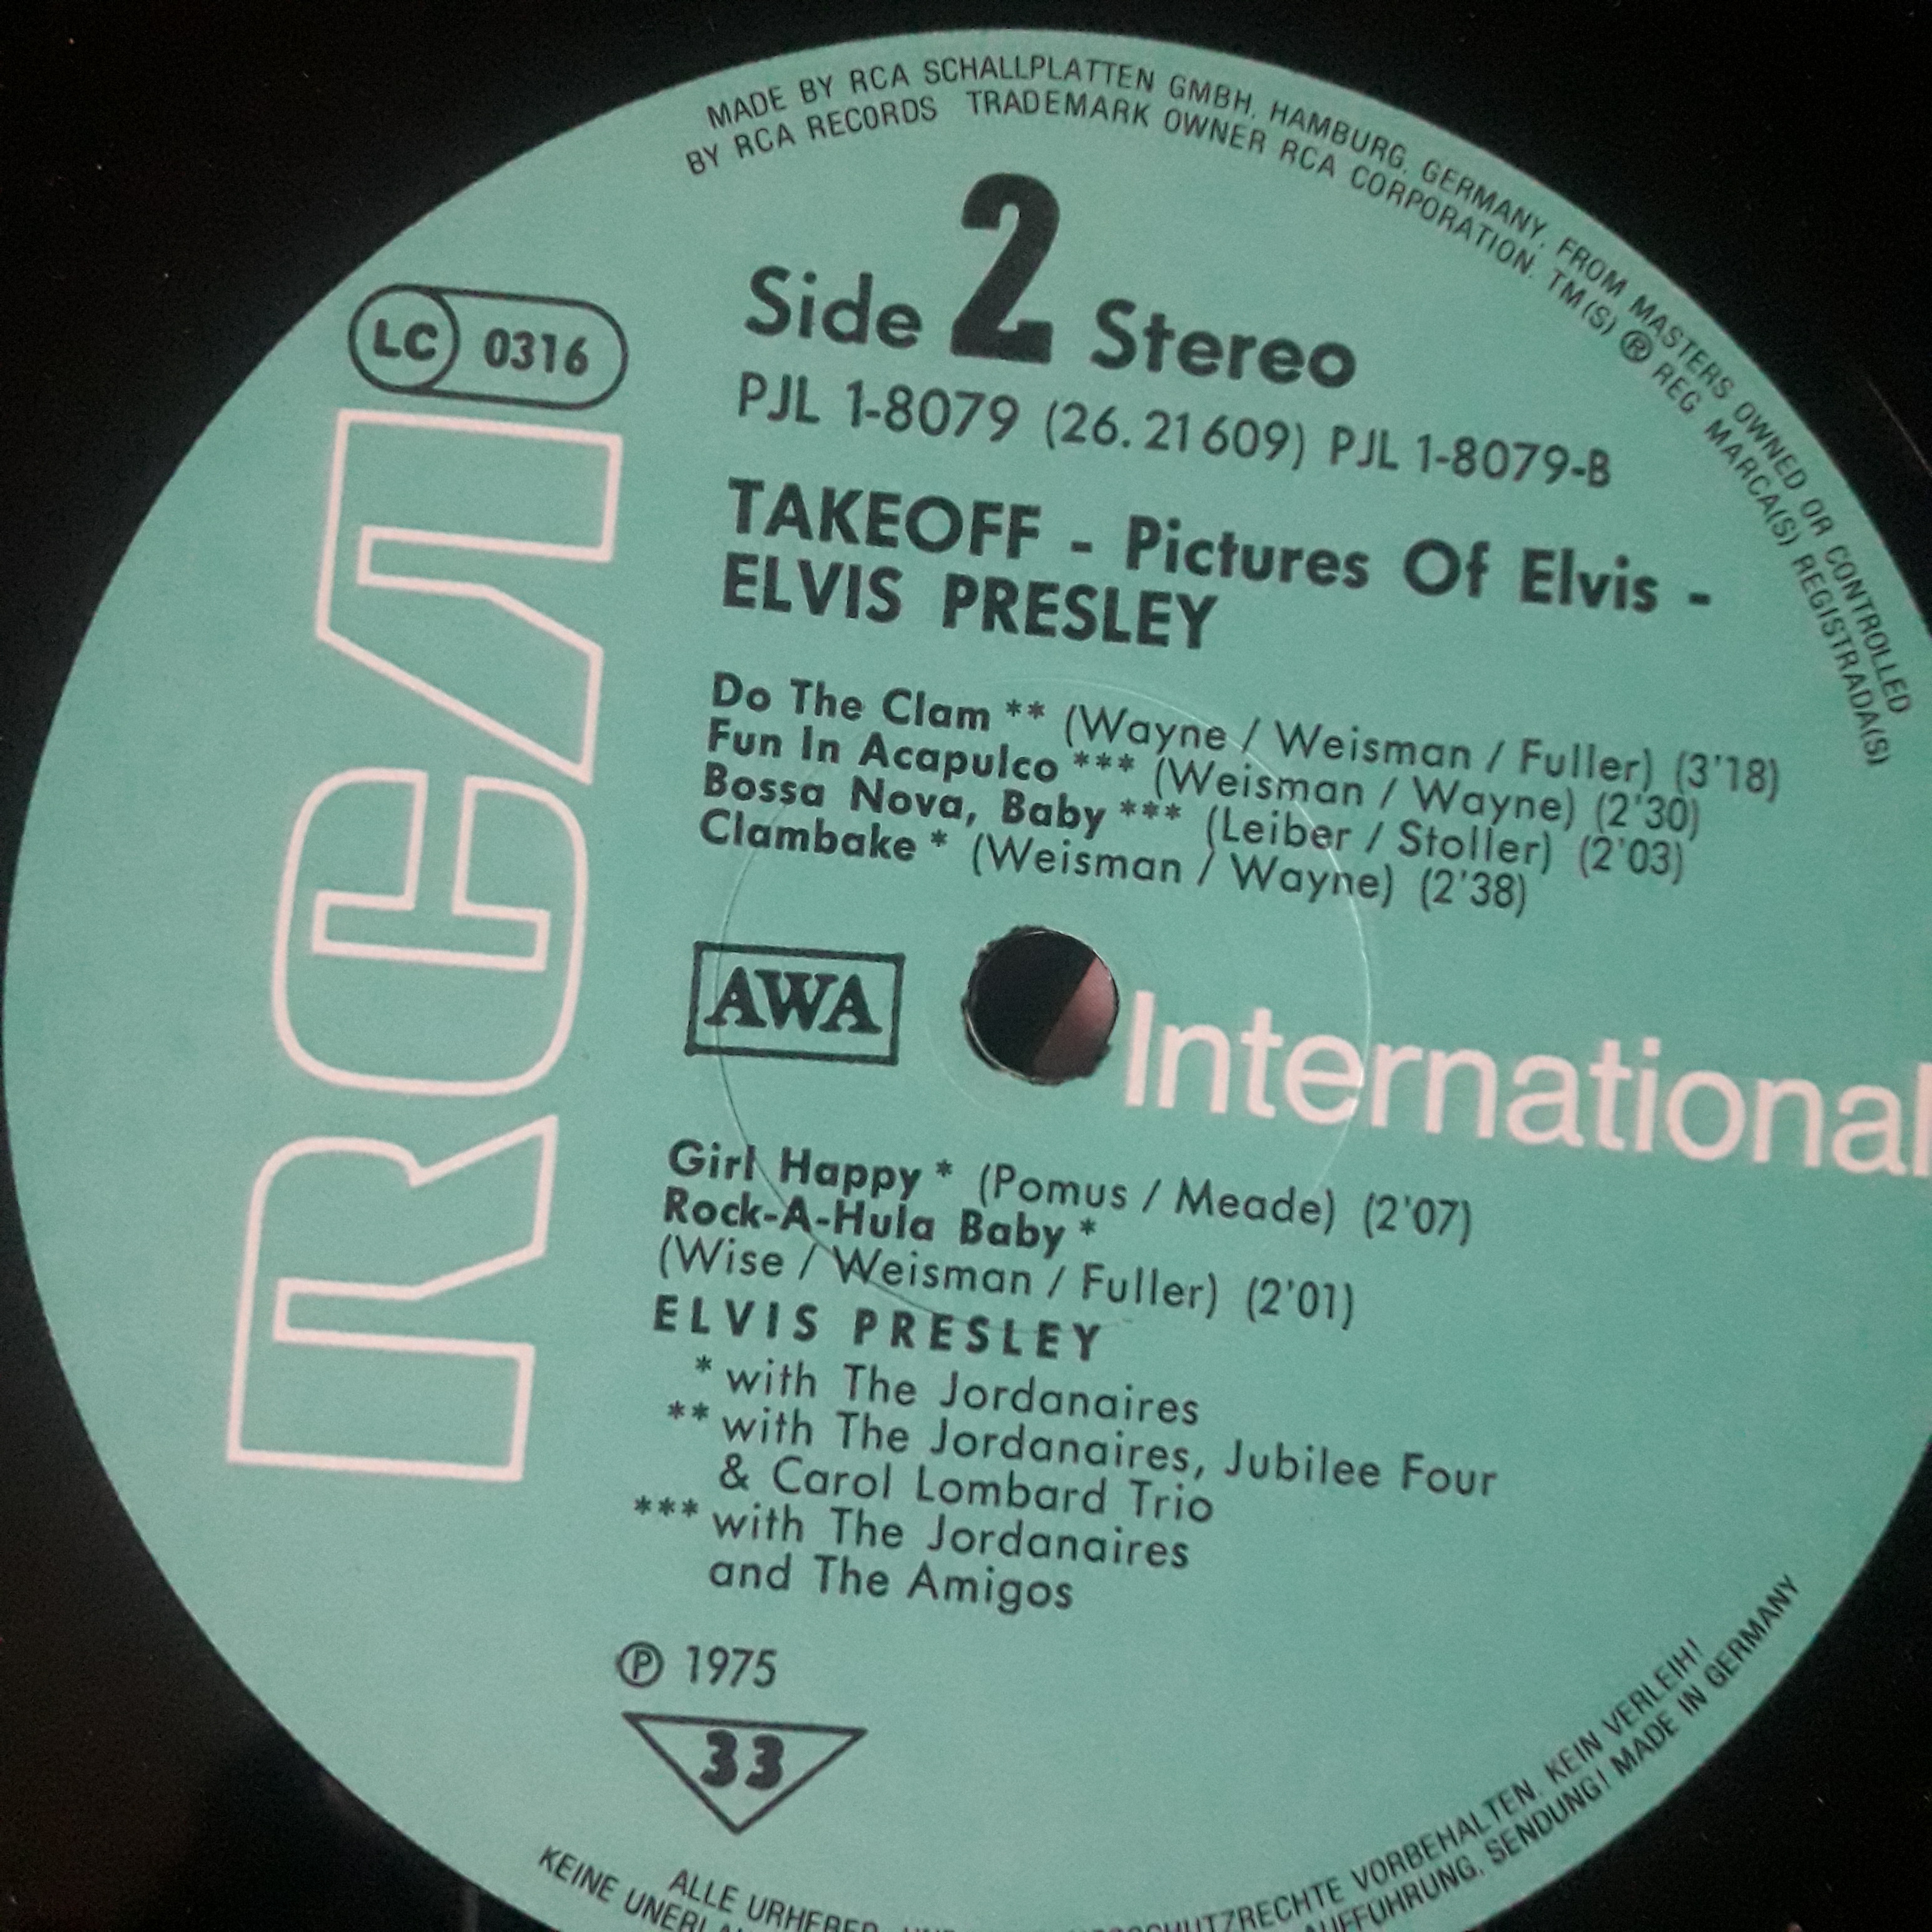 MADE BY RCA SCHALLPLATTEN GMBH, HAMBURG, GERMANY, FROM MASTERS OWNED OR CONTROLLED
BY RCA RECORDS TRADEMARK OWNER RCA CORPORATION. TM(S) ® REG MARCA(S) REGISTRADA(S)
Side 2 Stereo
LC 0316
PJL 1-8079 (26.21609) PJL 1-8079-B
RCA
TAKEOFF - Pictures Of Elvis -
ELVIS PRESLEY
Do The Clam ** (Wayne / Weisman / Fuller) (3'18)
Fun In Acapulco *** (Weisman / Wayne) (2'30)
Bossa Nova, Baby *** (Leiber / Stoller) (2'03)
Clambake * (Weisman / Wayne) (2'38)
AWA
International
Girl Happy * (Pomus / Meade) (2'07)
Rock-A-Hula Baby *
(Wise / Weisman / Fuller) (2'01)
ELVIS PRESLEY
* with The Jordanaires
** with The Jordanaires, Jubilee Four
& Carol Lombard Trio
*** with The Jordanaires
and The Amigos
℗ 1975
33
ALLE URHEBER VORBEHALTEN. KEIN VERLEIH!
KEINE AUFFÜHRUNG, SENDUNG! MADE IN GERMANY